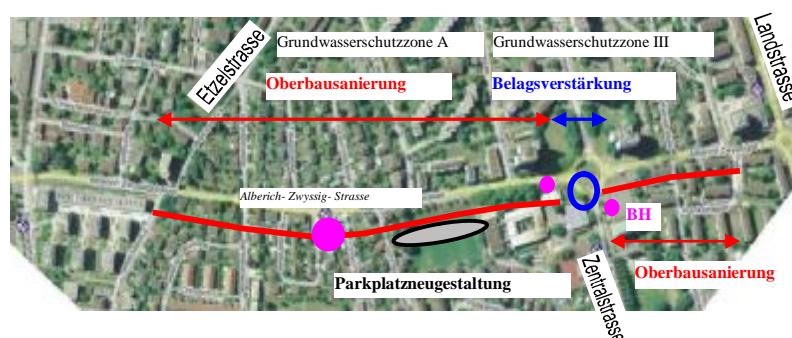 Grundwasserschutzzone A
Grundwasserschutzzone III
Etzelstrasse
Landstrasse
Oberbausanierung
Belagsverstärkung
Alberich- Zwyssig- Strasse
BH
Parkplatzneugestaltung
Oberbausanierung
Zentralstrasse